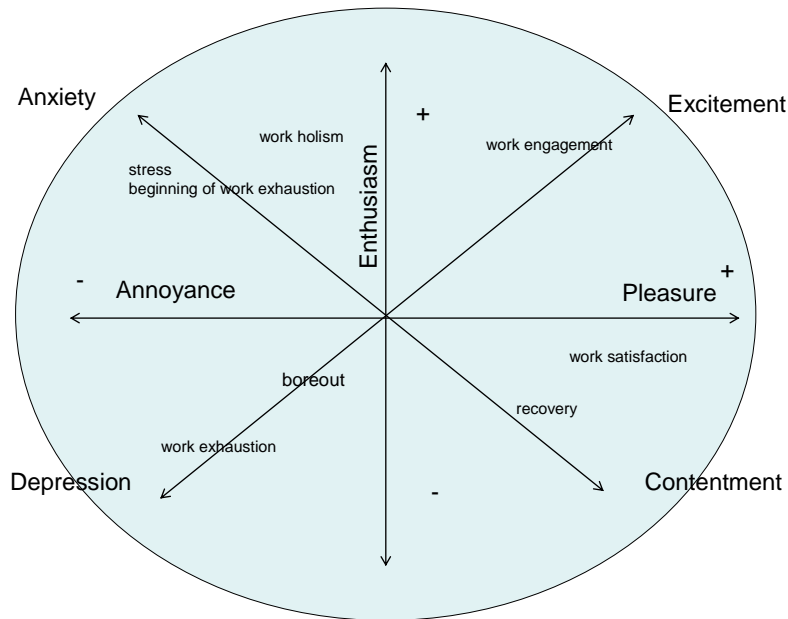 Anxiety
Excitement
+
work holism
work engagement
stress
beginning of work exhaustion
Enthusiasm
-
Annoyance
Pleasure
+
work satisfaction
boreout
recovery
work exhaustion
Depression
-
Contentment